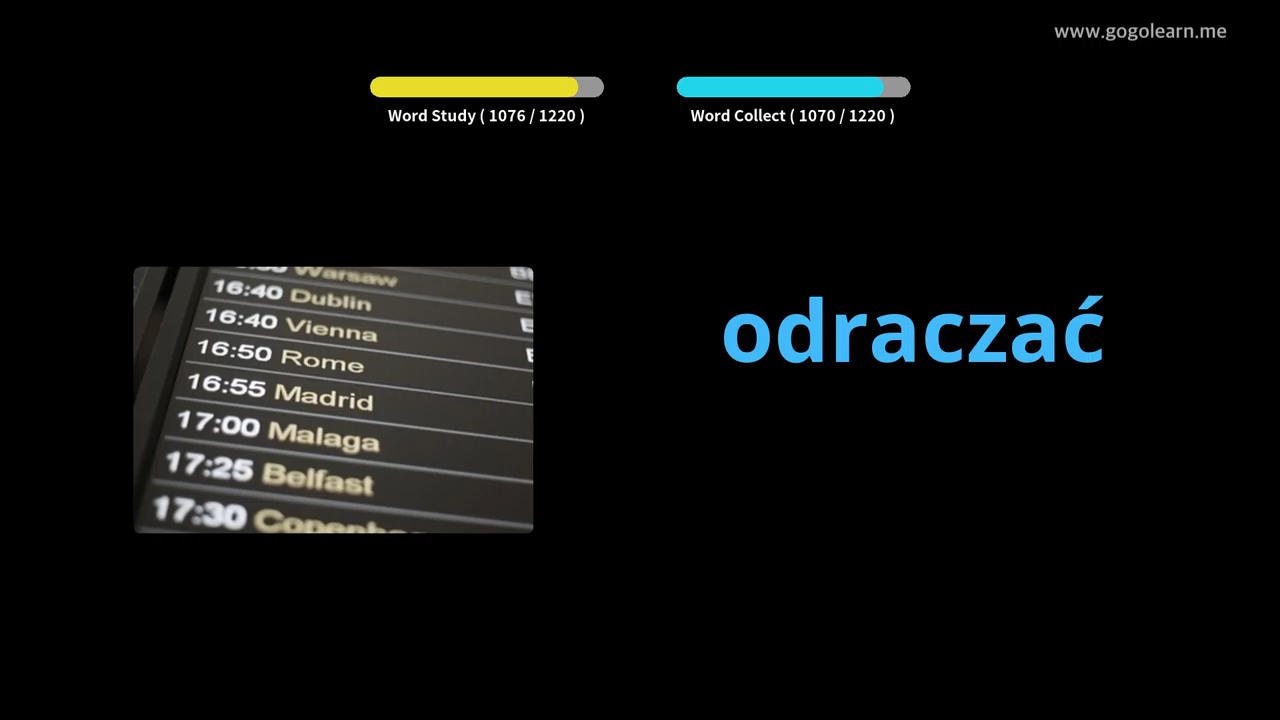 www.gogolearn.me
Word Study ( 1076 / 1220 )
Word Collect ( 1070 / 1220 )
Warsaw
16:40 Dublin
16:40 Vienna
16:50 Rome
16:55 Madrid
17:00 Malaga
17:25 Belfast
17:30
odraczać